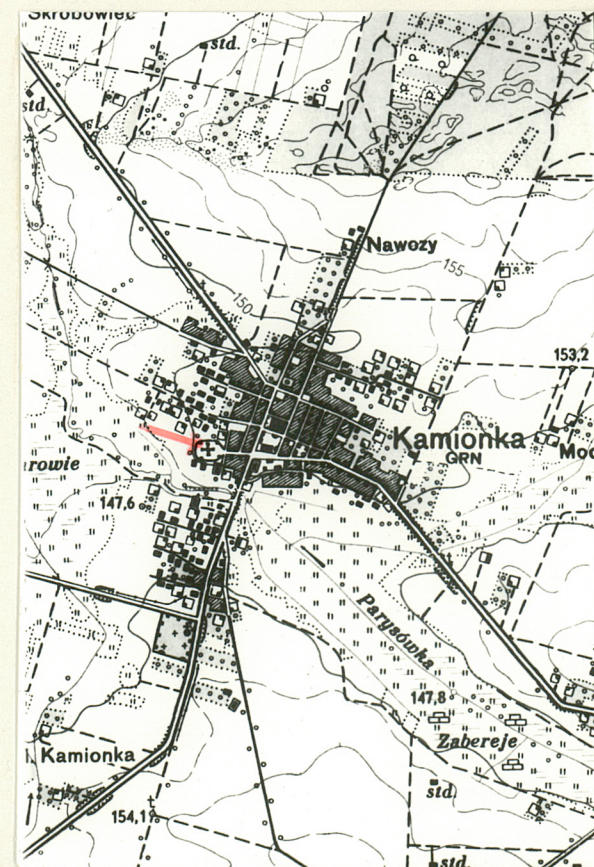 Skrobowiec
std.
std.
Nawozy
155
150
153,2
Kamionka
GRN
Moc
rowie
147,6
Parysówka
147,8
Zabereje
Kamionka
std.
154,1
std.